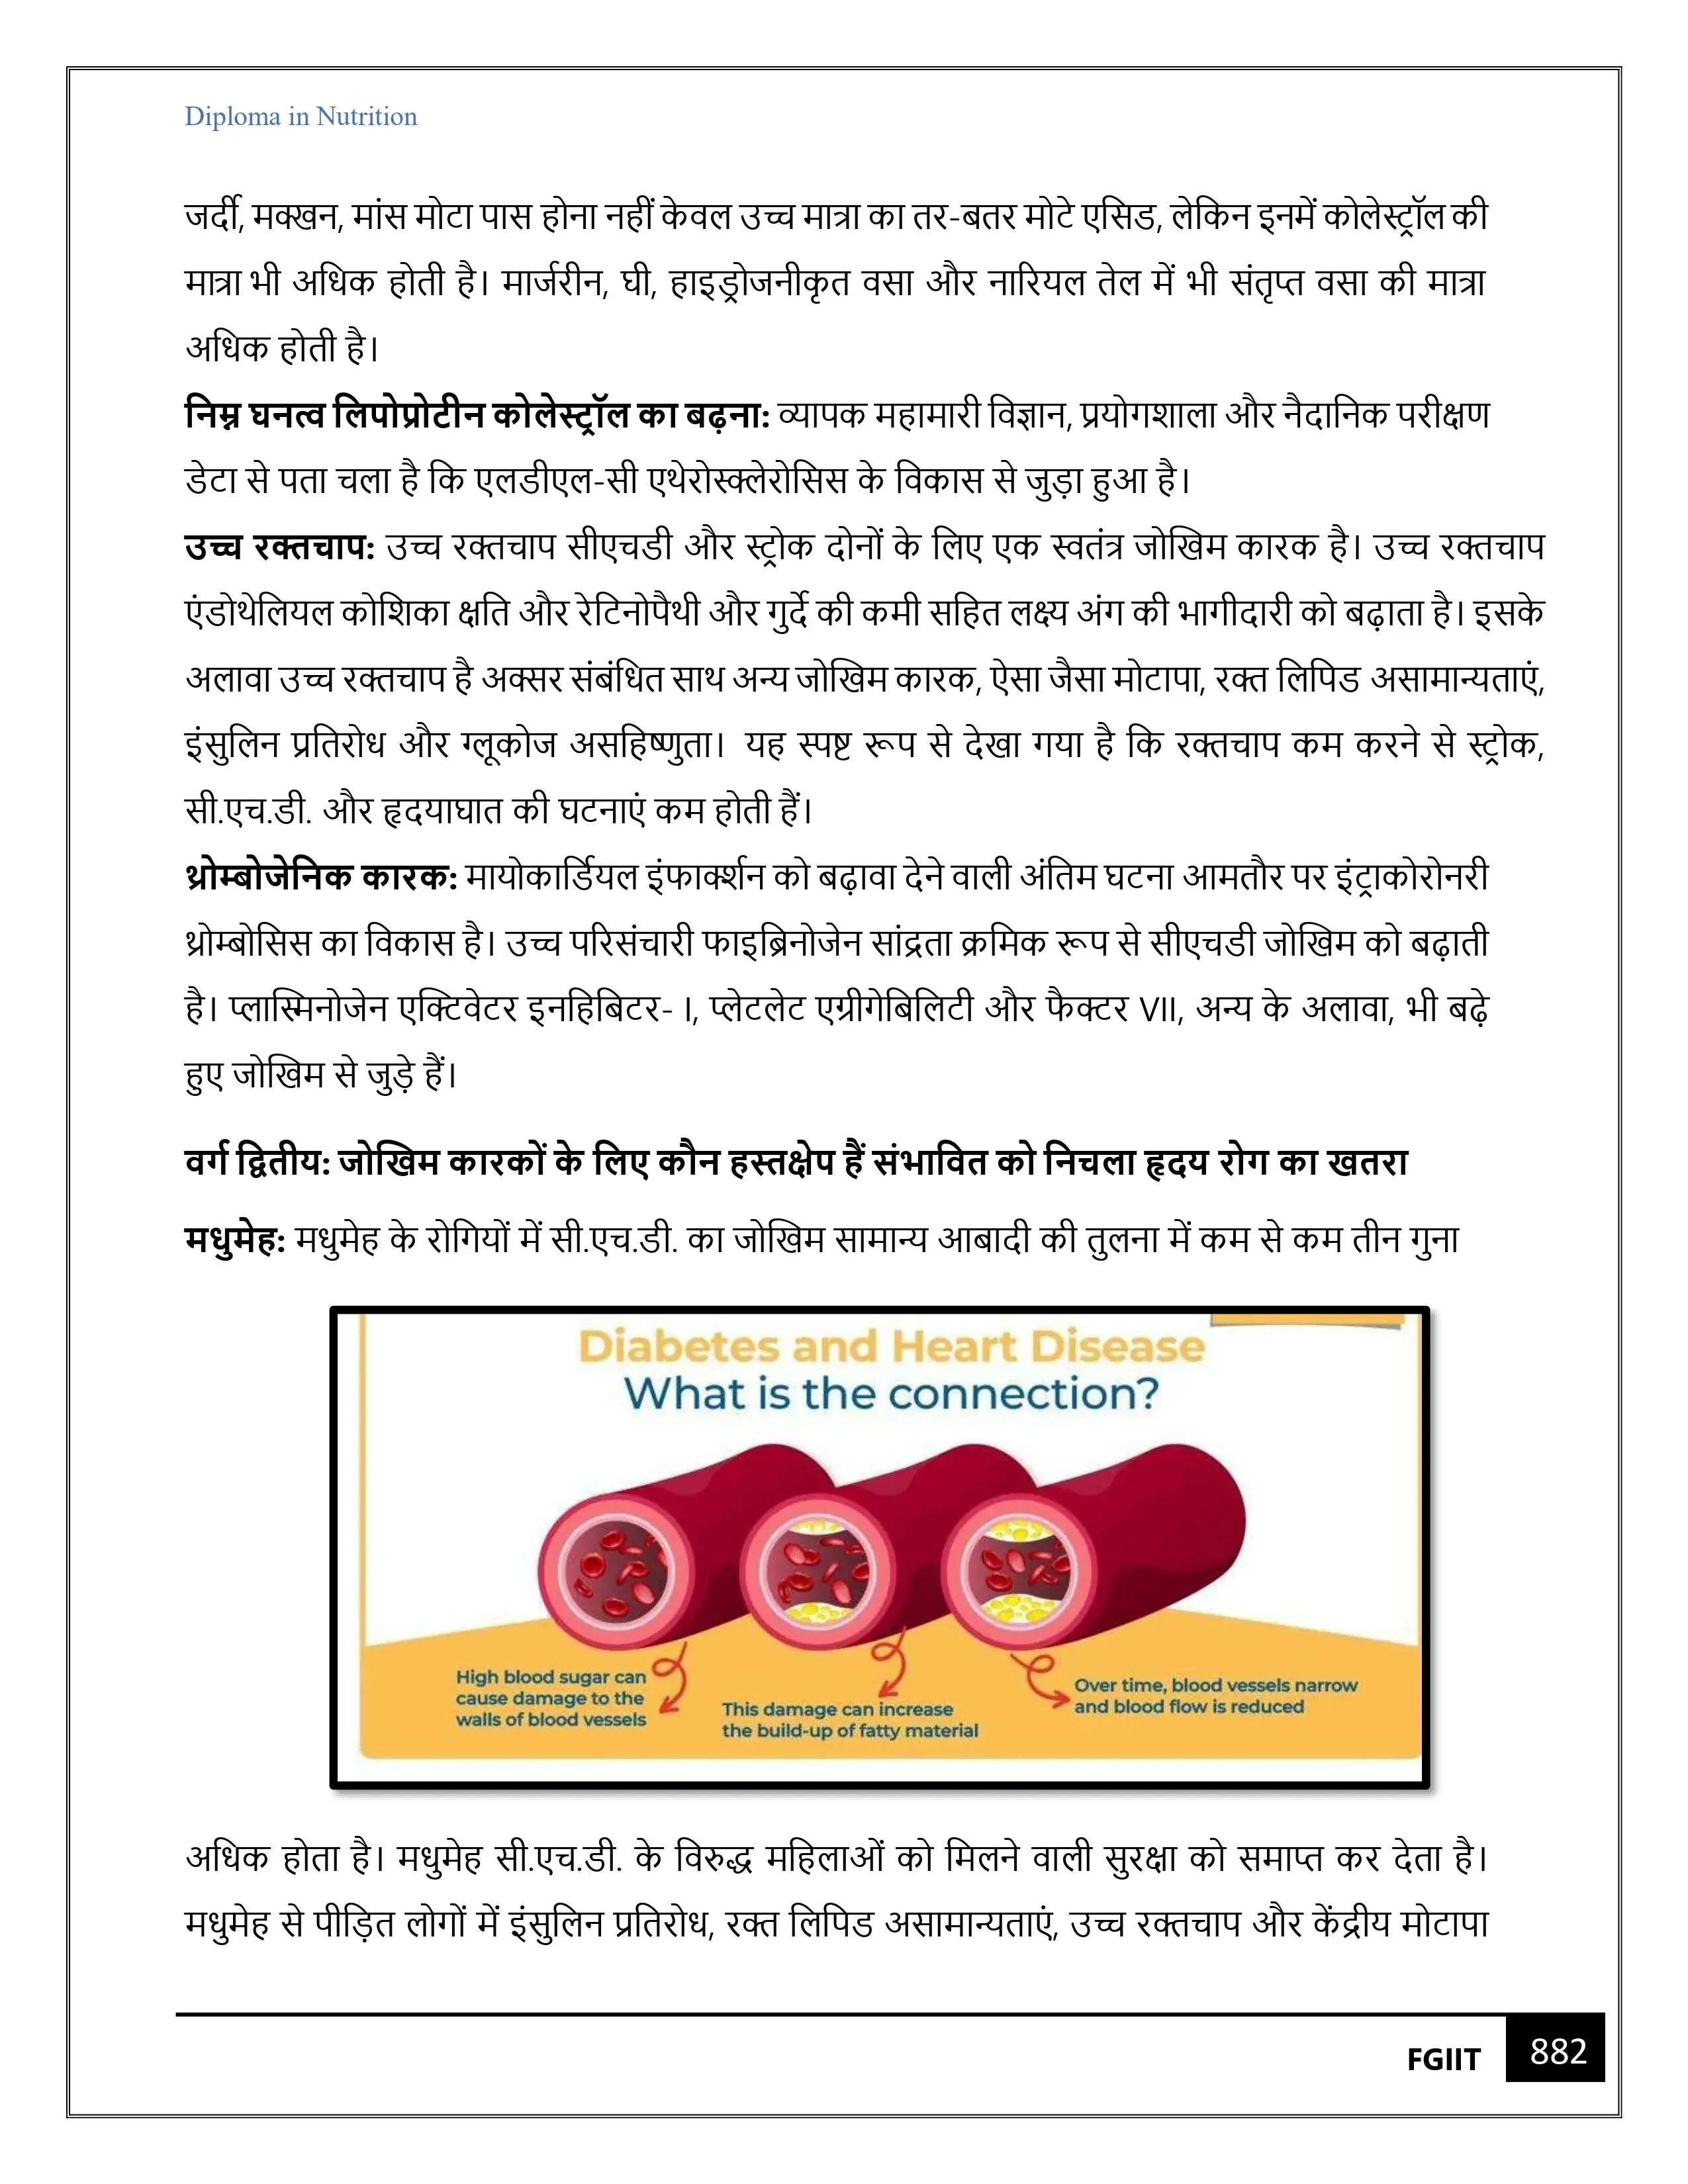 Diploma in Nutrition
जर्दी, मक्खन, मांस मोटा पास होना नहीं केवल उच्च मात्रा का तर-बतर मोटे एसिड, लेकिन इनमें कोलेस्ट्रॉल की
मात्रा भी अधिक होती है। मार्जरीन, घी, हाइड्रोजनीकृत वसा और नारियल तेल में भी संतृप्त वसा की मात्रा
अधिक होती है।
निम्न घनत्व लिपोप्रोटीन कोलेस्ट्रॉल का बढ़ना: व्यापक महामारी विज्ञान, प्रयोगशाला और नैदानिक परीक्षण
डेटा से पता चला है कि एलडीएल-सी एथेरोस्क्लेरोसिस के विकास से जुड़ा हुआ है।
उच्च रक्तचाप: उच्च रक्तचाप सीएचडी और स्ट्रोक दोनों के लिए एक स्वतंत्र जोखिम कारक है। उच्च रक्तचाप
एंडोथेलियल कोशिका क्षति और रेटिनोपैथी और गुर्दे की कमी सहित लक्ष्य अंग की भागीदारी को बढ़ाता है। इसके
अलावा उच्च रक्तचाप है अक्सर संबंधित साथ अन्य जोखिम कारक, ऐसा जैसा मोटापा, रक्त लिपिड असामान्यताएं,
इंसुलिन प्रतिरोध और ग्लूकोज असहिष्णुता। यह स्पष्ट रूप से देखा गया है कि रक्तचाप कम करने से स्ट्रोक,
सी.एच.डी. और हृदयाघात की घटनाएं कम होती हैं।
थ्रोम्बोजेनिक कारक: मायोकार्डियल इंफाक्र्शन को बढ़ावा देने वाली अंतिम घटना आमतौर पर इंट्राकोरोनरी
थ्रोम्बोसिस का विकास है। उच्च परिसंचारी फाइब्रिनोजेन सांद्रता क्रमिक रूप से सीएचडी जोखिम को बढ़ाती
है। प्लास्मिनोजेन एक्टिवेटर इनहिबिटर- I, प्लेटलेट एग्रीगेबिलिटी और फैक्टर VII, अन्य के अलावा, भी बढ़े
हुए जोखिम से जुड़े हैं।
वर्ग द्वितीय: जोखिम कारकों के लिए कौन हस्तक्षेप हैं संभावित को निचला हृदय रोग का खतरा
मधुमेह: मधुमेह के रोगियों में सी.एच.डी. का जोखिम सामान्य आबादी की तुलना में कम से कम तीन गुना
Diabetes and Heart Disease
What is the connection?
High blood sugar can
cause damage to the
walls of blood vessels
This damage can increase
the build-up of fatty material
Over time, blood vessels narrow
and blood flow is reduced
अधिक होता है। मधुमेह सी.एच.डी. के विरुद्ध महिलाओं को मिलने वाली सुरक्षा को समाप्त कर देता है।
मधुमेह से पीड़ित लोगों में इंसुलिन प्रतिरोध, रक्त लिपिड असामान्यताएं, उच्च रक्तचाप और केंद्रीय मोटापा
FGIIT 882